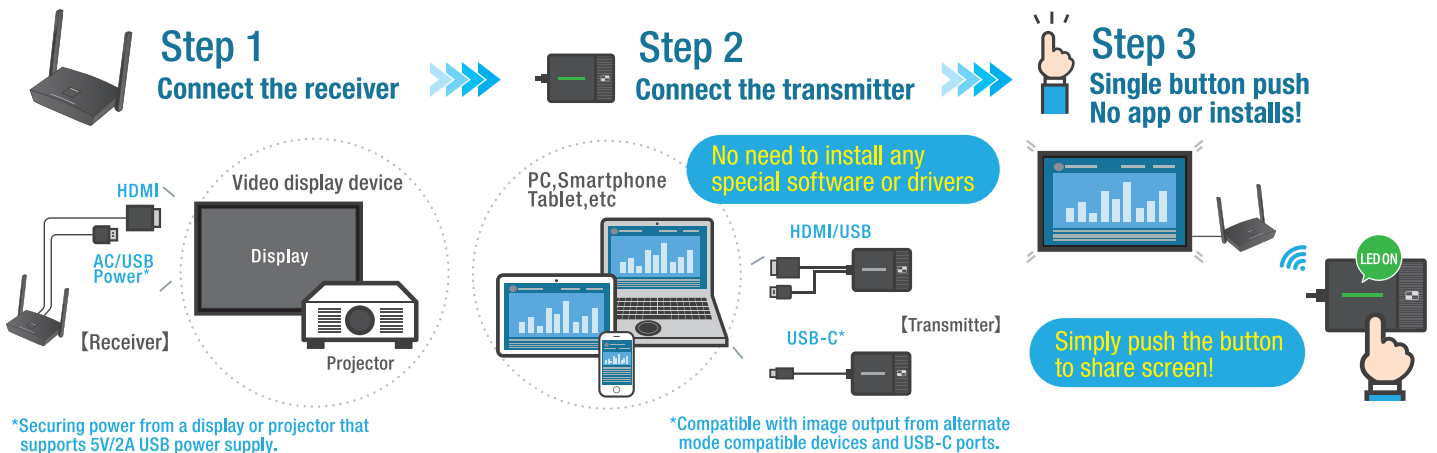 Step 1
Connect the receiver
HDMI
AC/USB
Power*
【Receiver】
Video display device
Display
Projector
*Securing power from a display or projector that
supports 5V/2A USB power supply.
Step 2
Connect the transmitter
No need to install any
special software or drivers
PC,Smartphone
Tablet,etc
HDMI/USB
USB-C*
【Transmitter】
*Compatible with image output from alternate
mode compatible devices and USB-C ports.
Step 3
Single button push
No app or installs!
LED ON
Simply push the button
to share screen!